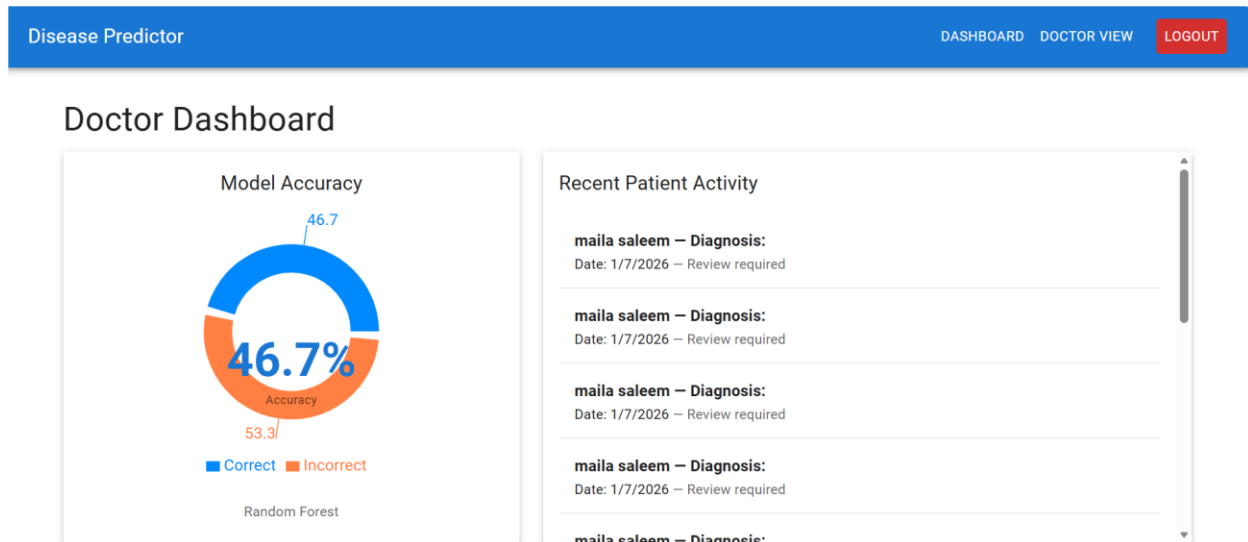 Disease Predictor
DASHBOARD DOCTOR VIEW LOGOUT
Doctor Dashboard
Model Accuracy
46.7
46.7%
Accuracy
53.3
Correct Incorrect
Random Forest
Recent Patient Activity
maila saleem — Diagnosis:
Date: 1/7/2026 — Review required
maila saleem — Diagnosis:
Date: 1/7/2026 — Review required
maila saleem — Diagnosis:
Date: 1/7/2026 — Review required
maila saleem — Diagnosis:
Date: 1/7/2026 — Review required
maila saleem — Diagnosis: